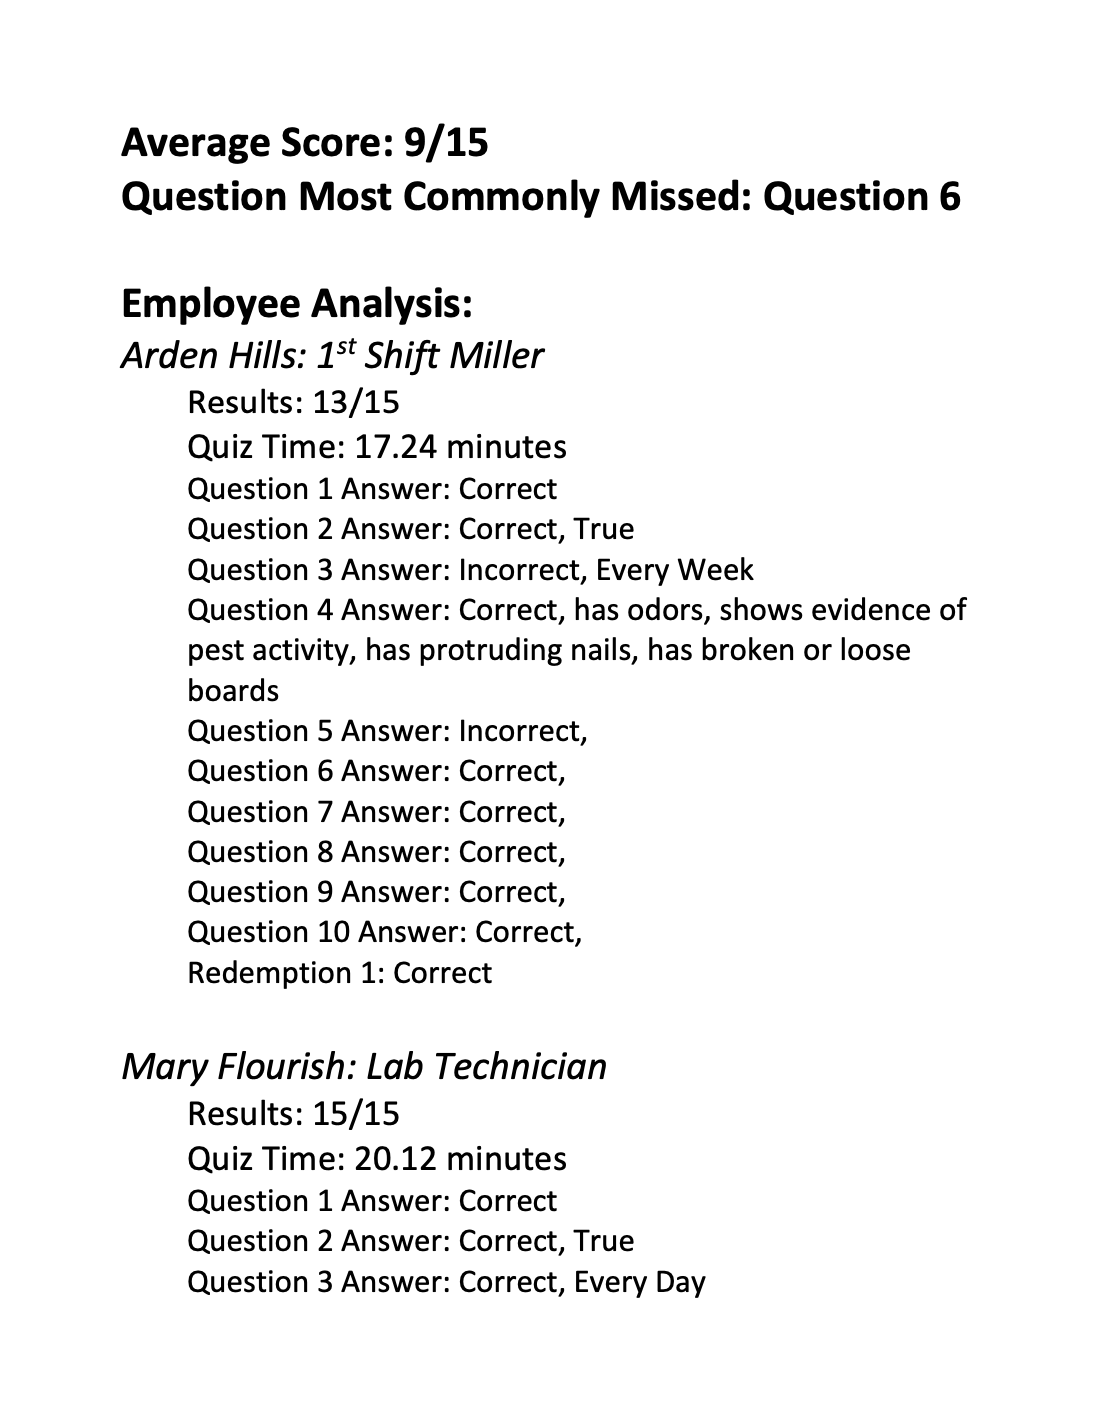 Average Score: 9/15
Question Most Commonly Missed: Question 6
Employee Analysis:
Arden Hills: 1st Shift Miller
Results: 13/15
Quiz Time: 17.24 minutes
Question 1 Answer: Correct
Question 2 Answer: Correct, True
Question 3 Answer: Incorrect, Every Week
Question 4 Answer: Correct, has odors, shows evidence of
pest activity, has protruding nails, has broken or loose
boards
Question 5 Answer: Incorrect,
Question 6 Answer: Correct,
Question 7 Answer: Correct,
Question 8 Answer: Correct,
Question 9 Answer: Correct,
Question 10 Answer: Correct,
Redemption 1: Correct
Mary Flourish: Lab Technician
Results: 15/15
Quiz Time: 20.12 minutes
Question 1 Answer: Correct
Question 2 Answer: Correct, True
Question 3 Answer: Correct, Every Day